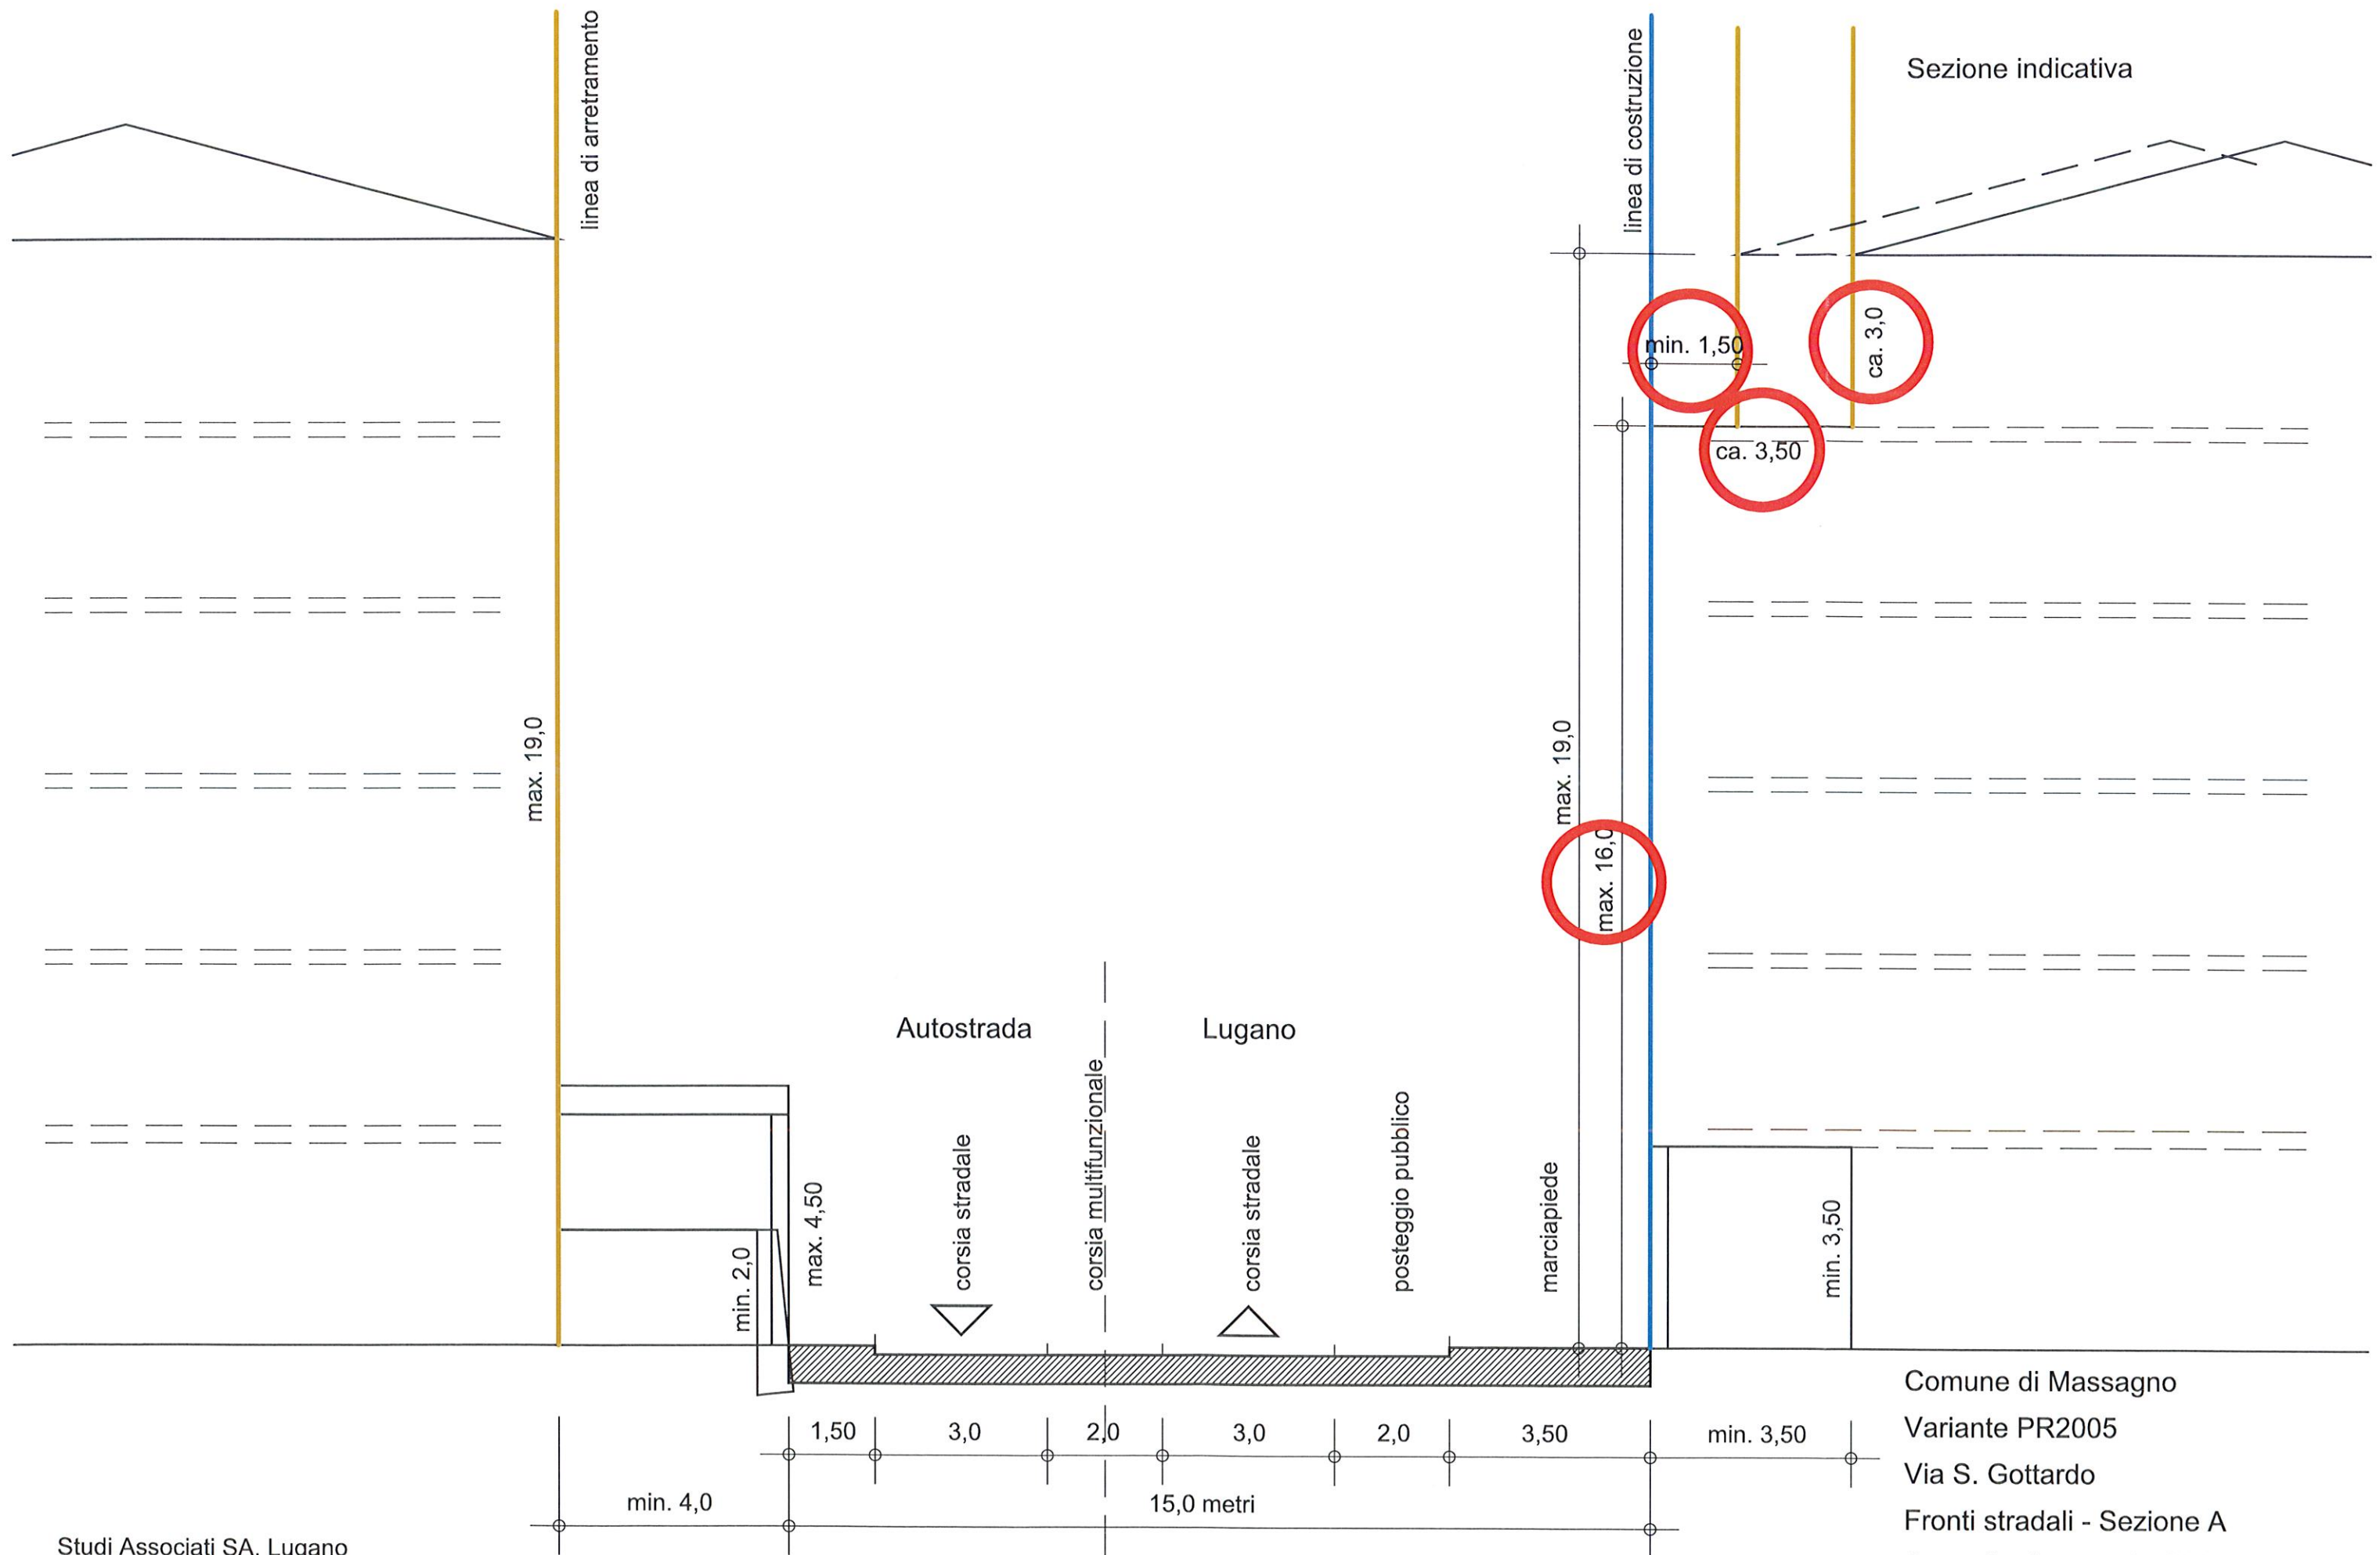 linea di arretramento
linea di costruzione
Sezione indicativa
min. 1,50
ca. 3,0
ca. 3,50
max. 19,0
max. 19,0
max. 16,0
Autostrada
Lugano
min. 2,0
max. 4,50
corsia stradale
corsia multifunzionale
corsia stradale
posteggio pubblico
marciapiede
min. 3,50
1,50
3,0
2,0
3,0
2,0
3,50
min. 3,50
min. 4,0
15,0 metri
Comune di Massagno
Variante PR2005
Via S. Gottardo
Fronti stradali - Sezione A
Studi Associati SA, Lugano